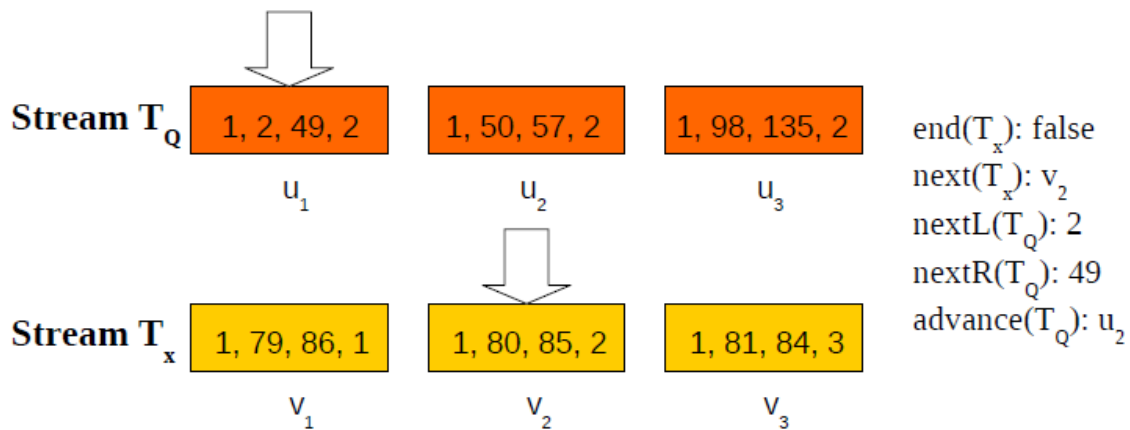 Stream T_Q 1, 2, 49, 2 1, 50, 57, 2 1, 98, 135, 2
u_1 u_2 u_3
Stream T_x 1, 79, 86, 1 1, 80, 85, 2 1, 81, 84, 3
v_1 v_2 v_3
end(T_x): false
next(T_x): v_2
nextL(T_Q): 2
nextR(T_Q): 49
advance(T_Q): u_2